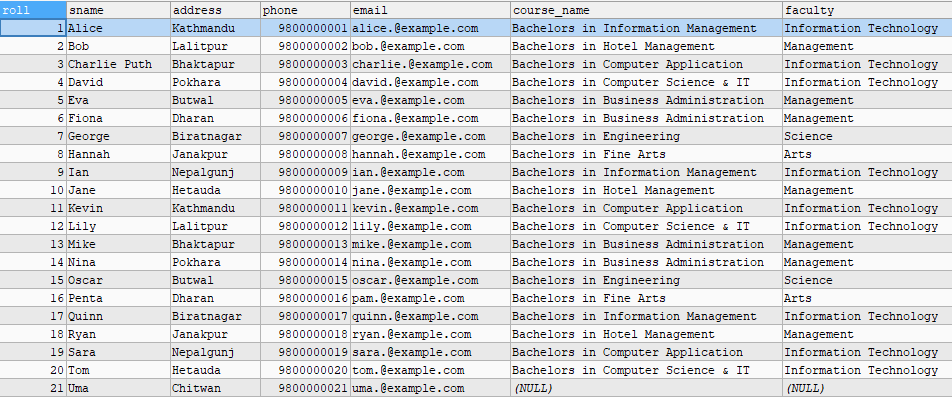 roll sname address phone email course_name faculty
1 Alice Kathmandu 9800000001 alice.@example.com Bachelors in Information Management Information Technology
2 Bob Lalitpur 9800000002 bob.@example.com Bachelors in Hotel Management Management
3 Charlie Puth Bhaktapur 9800000003 charlie.@example.com Bachelors in Computer Application Information Technology
4 David Pokhara 9800000004 david.@example.com Bachelors in Computer Science & IT Information Technology
5 Eva Butwal 9800000005 eva.@example.com Bachelors in Business Administration Management
6 Fiona Dharan 9800000006 fiona.@example.com Bachelors in Business Administration Management
7 George Biratnagar 9800000007 george.@example.com Bachelors in Engineering Science
8 Hannah Janakpur 9800000008 hannah.@example.com Bachelors in Fine Arts Arts
9 Ian Nepalgunj 9800000009 ian.@example.com Bachelors in Information Management Information Technology
10 Jane Hetauda 9800000010 jane.@example.com Bachelors in Hotel Management Management
11 Kevin Kathmandu 9800000011 kevin.@example.com Bachelors in Computer Application Information Technology
12 Lily Lalitpur 9800000012 lily.@example.com Bachelors in Computer Science & IT Information Technology
13 Mike Bhaktapur 9800000013 mike.@example.com Bachelors in Business Administration Management
14 Nina Pokhara 9800000014 nina.@example.com Bachelors in Business Administration Management
15 Oscar Butwal 9800000015 oscar.@example.com Bachelors in Engineering Science
16 Penta Dharan 9800000016 pam.@example.com Bachelors in Fine Arts Arts
17 Quinn Biratnagar 9800000017 quinn.@example.com Bachelors in Information Management Information Technology
18 Ryan Janakpur 9800000018 ryan.@example.com Bachelors in Hotel Management Management
19 Sara Nepalgunj 9800000019 sara.@example.com Bachelors in Computer Application Information Technology
20 Tom Hetauda 9800000020 tom.@example.com Bachelors in Computer Science & IT Information Technology
21 Uma Chitwan 9800000021 uma.@example.com (NULL) (NULL)